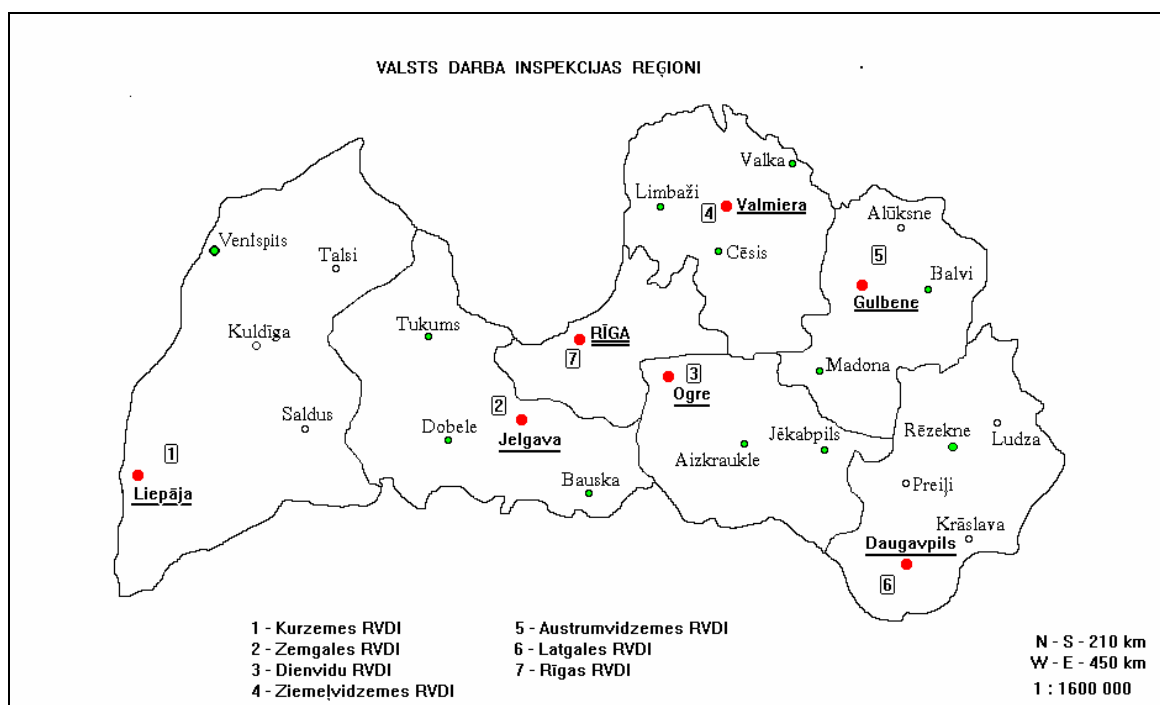 VALSTS DARBA INSPEKCIJAS REĢIONI
Valka
Limbaži
4
Valmiera
Alūksne
Ventspils
Talsi
Cēsis
5
Balvi
Gulbene
Tukums
RĪGA
Kuldīga
7
Madona
3
Ogre
Saldus
2
Dobele
Jelgava
Jēkabpils
Rēzekne
Ludza
1
Aizkraukle
Liepāja
Bauska
Preiļi
Krāslava
Daugavpils
6
1 - Kurzemes RVDI
2 - Zemgales RVDI
3 - Dienvidu RVDI
4 - Ziemeļvidzemes RVDI
5 - Austrumvidzemes RVDI
6 - Latgales RVDI
7 - Rīgas RVDI
N - S - 210 km
W - E - 450 km
1 : 1600 000